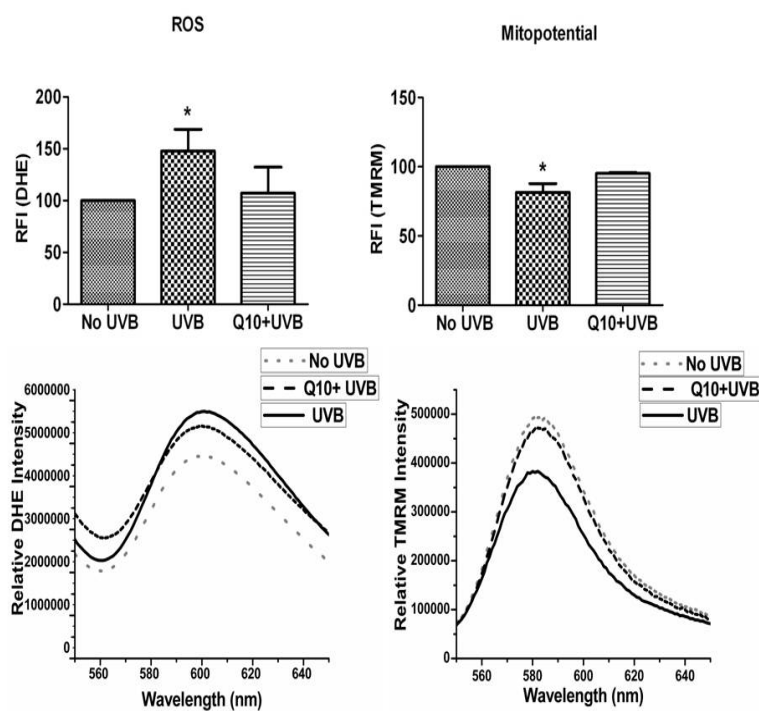 ROS
RFI (DHE)
200
150
100
50
0
*
No UVB
UVB
Q10+UVB
Mitopotential
RFI (TMRM)
150
100
50
0
*
No UVB
UVB
Q10+UVB
No UVB
Q10+ UVB
UVB
Relative DHE Intensity
6000000
5000000
4000000
3000000
2000000
1000000
0
560
580
600
620
640
Wavelength (nm)
No UVB
Q10+UVB
UVB
Relative TMRM Intensity
500000
400000
300000
200000
100000
0
560
580
600
620
640
Wavelength (nm)